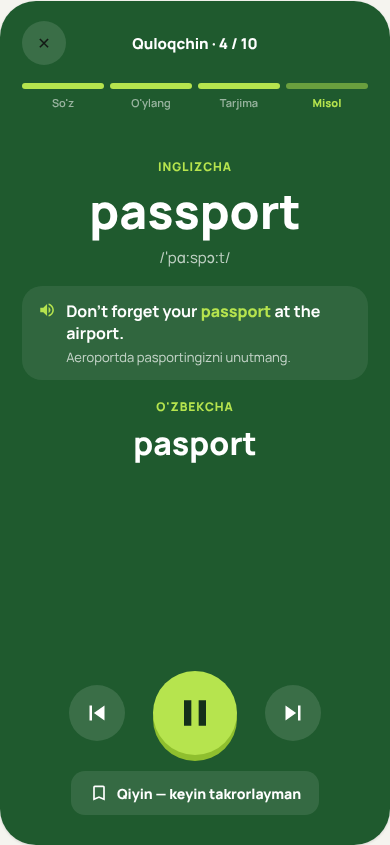 Quloqchin · 4 / 10
So'z
O'ylang
Tarjima
Misol
INGLIZCHA
passport
/ˈpɑːspɔːt/
Don't forget your passport at the
airport.
Aeroportda pasportingizni unutmang.
O'ZBEKCHA
pasport
Qiyin — keyin takrorlayman